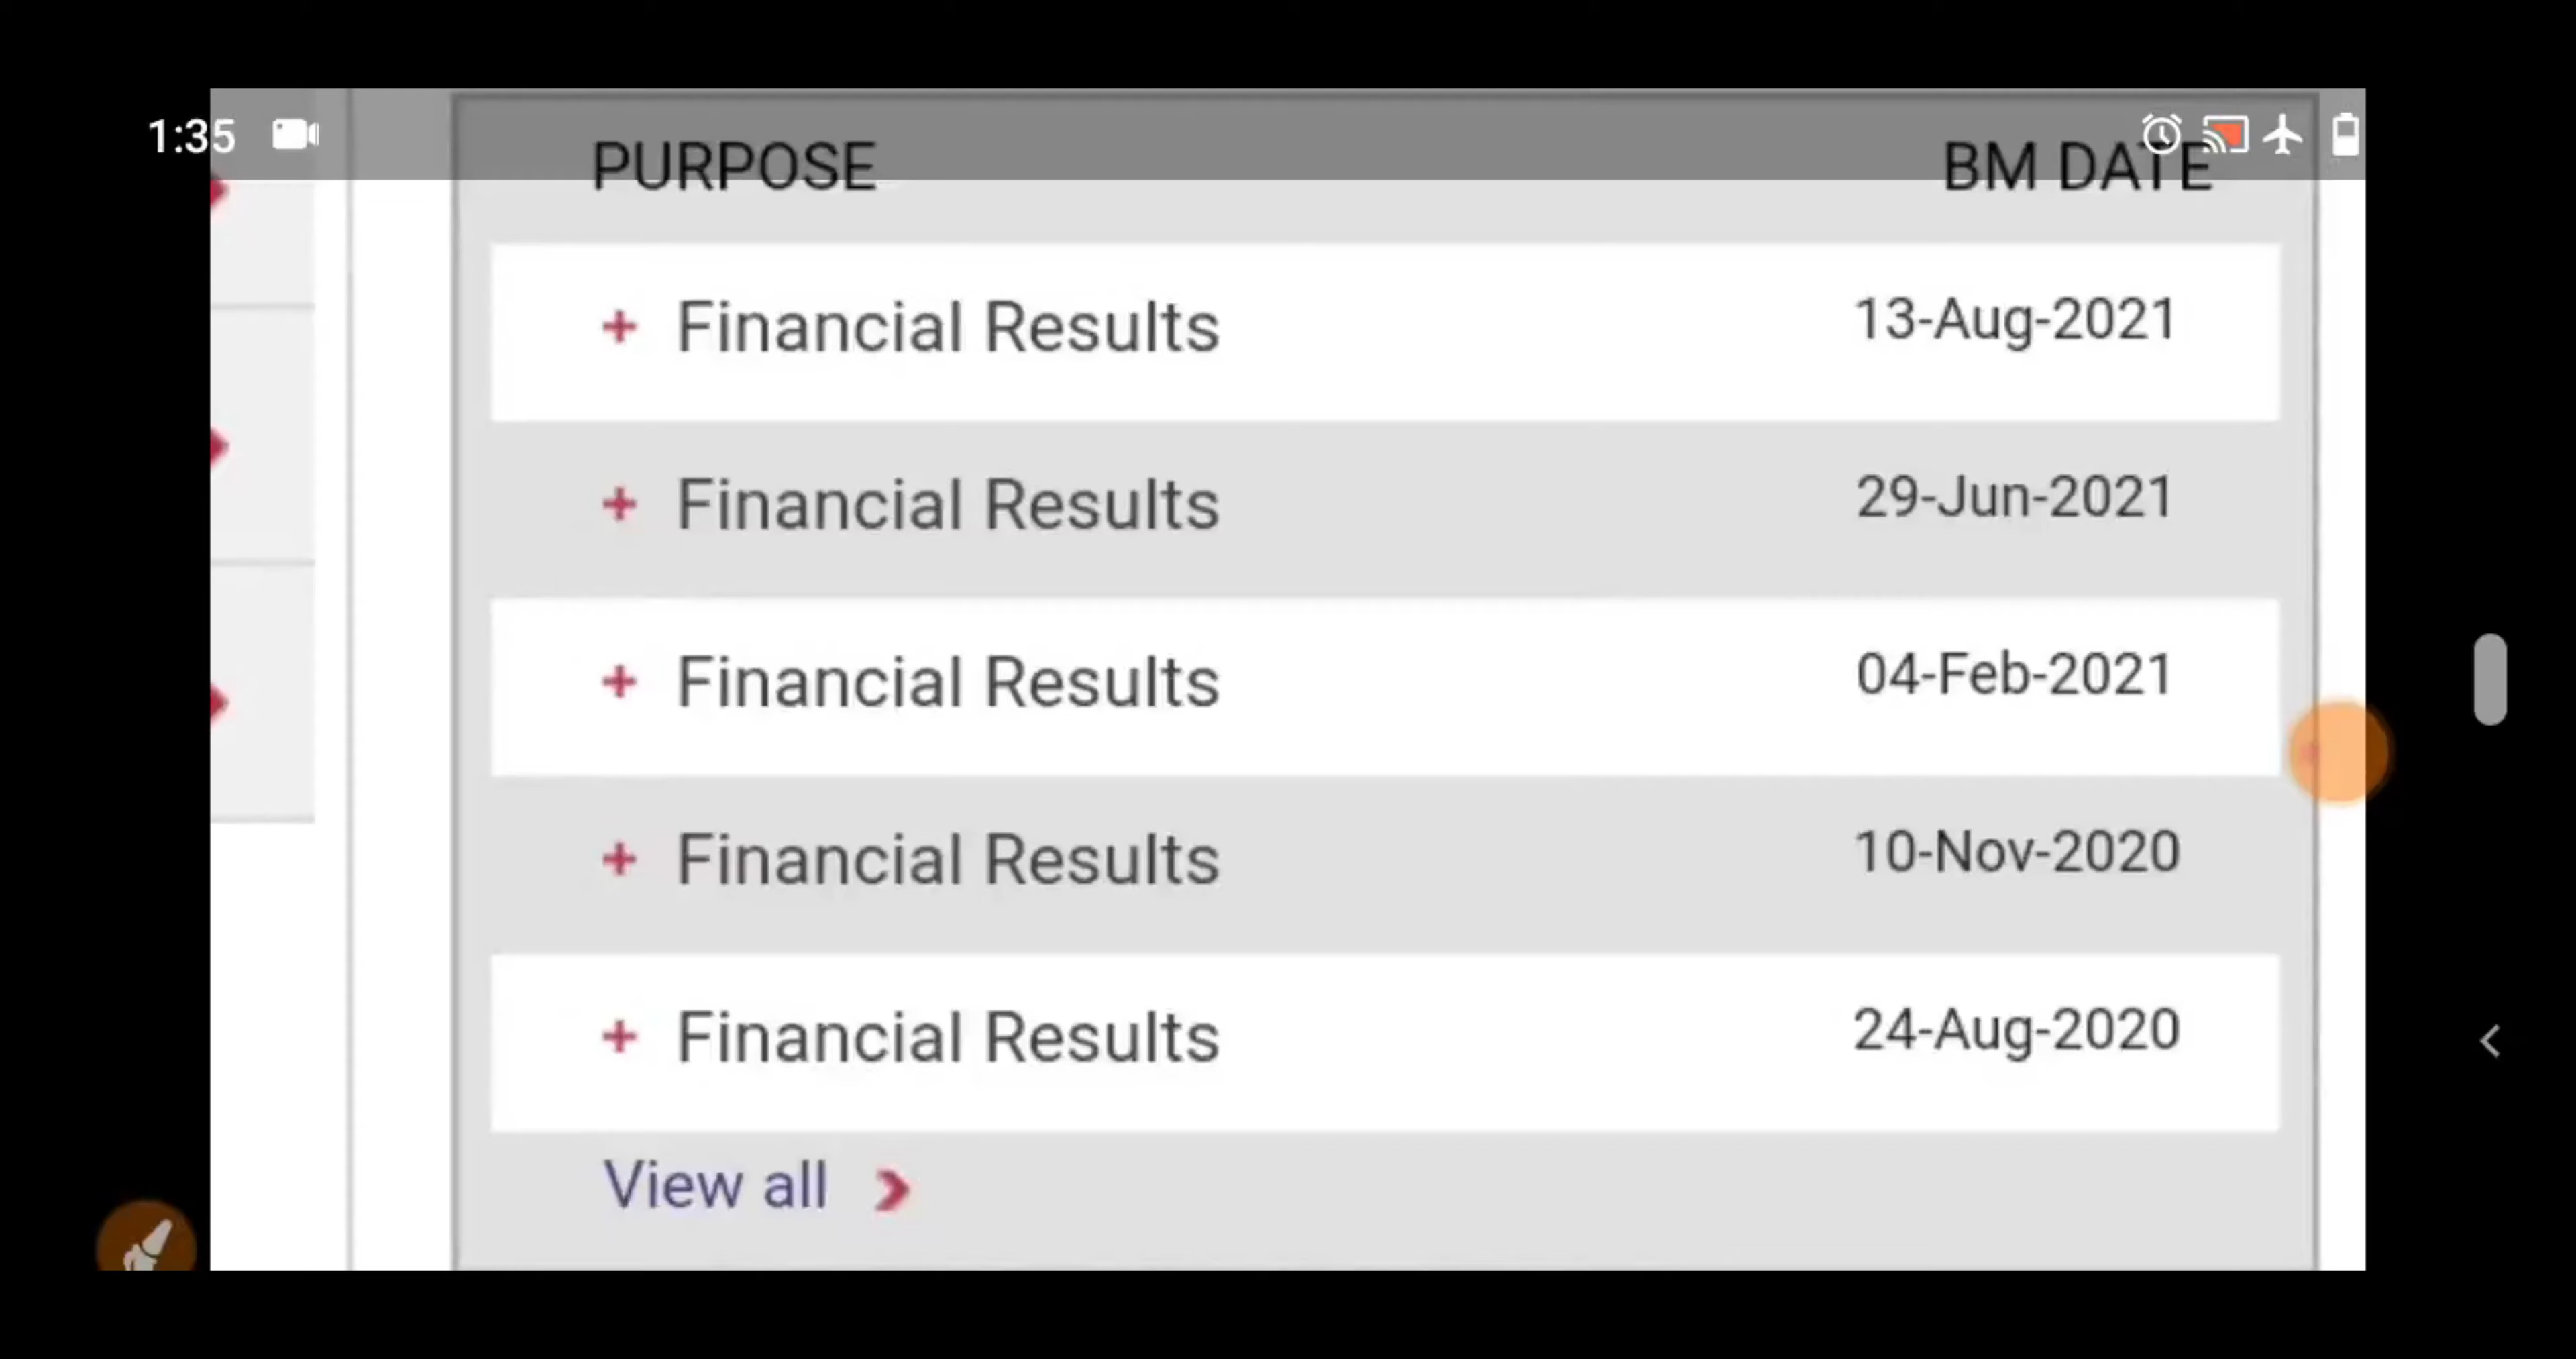 1:35
PURPOSE BM DATE
+ Financial Results 13-Aug-2021
+ Financial Results 29-Jun-2021
+ Financial Results 04-Feb-2021
+ Financial Results 10-Nov-2020
+ Financial Results 24-Aug-2020
View all